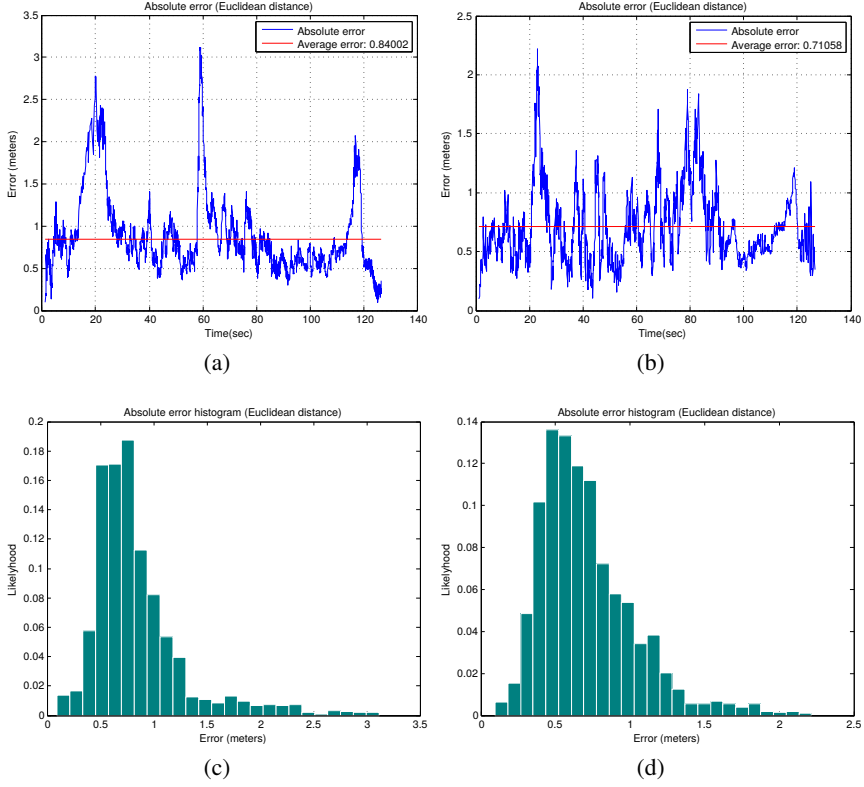 Absolute error (Euclidean distance)
3.5
3
2.5
2
1.5
1
0.5
0
Error (meters)
Absolute error
Average error: 0.84002
0 20 40 60 80 100 120 140
Time(sec)
(a)
Absolute error (Euclidean distance)
2.5
2
1.5
1
0.5
0
Error (meters)
Absolute error
Average error: 0.71058
0 20 40 60 80 100 120 140
Time(sec)
(b)
Absolute error histogram (Euclidean distance)
0.2
0.18
0.16
0.14
0.12
0.1
0.08
0.06
0.04
0.02
0
Likelyhood
0 0.5 1 1.5 2 2.5 3 3.5
Error (meters)
(c)
Absolute error histogram (Euclidean distance)
0.14
0.12
0.1
0.08
0.06
0.04
0.02
0
Likelyhood
0 0.5 1 1.5 2 2.5
Error (meters)
(d)